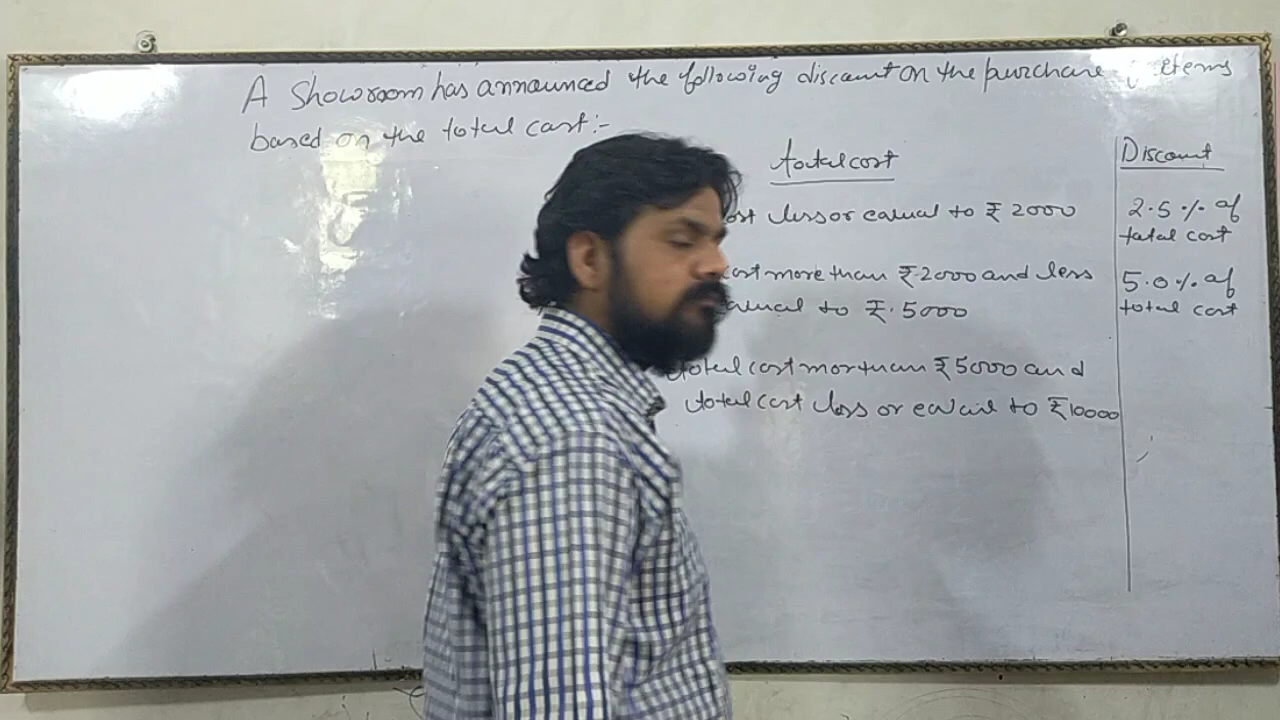 A Showroom has announced the following discount on the purchase items
based on the total cost:-
total cost
Discount
ost less or equal to ₹ 2000
2.5 % of
total cost
cost more than ₹.2000 and less
equal to ₹.5000
5.0 % of
total cost
total cost more than ₹5000 and
total cost less or equal to ₹10000